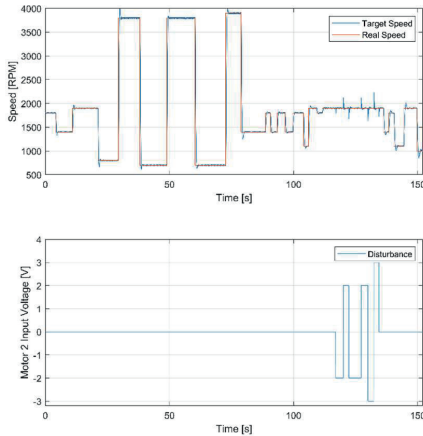 4000
3500
3000
2500
2000
1500
1000
500
Speed [RPM]
Target Speed
Real Speed
0 50 100 150
Time [s]
4
3
2
1
0
-1
-2
-3
Motor 2 Input Voltage [V]
Disturbance
0 50 100 150
Time [s]